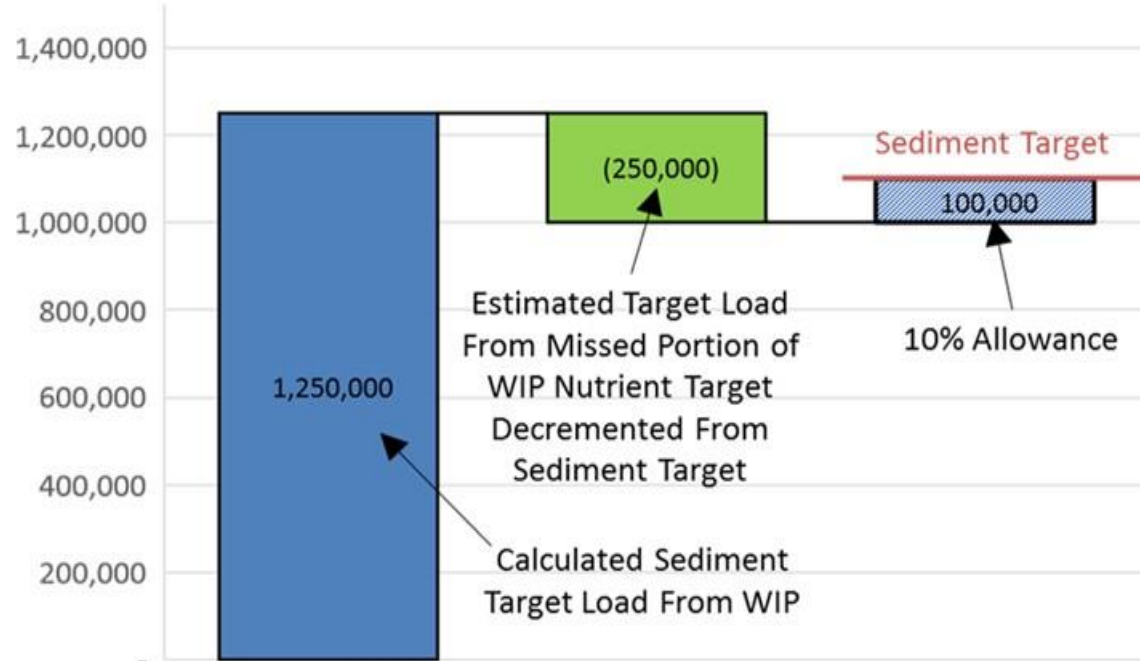 1,400,000
1,200,000
1,000,000
800,000
600,000
400,000
200,000
-
1,250,000
(250,000)
Sediment Target
100,000
Estimated Target Load
From Missed Portion of
WIP Nutrient Target
Decremented From
Sediment Target
10% Allowance
Calculated Sediment
Target Load From WIP